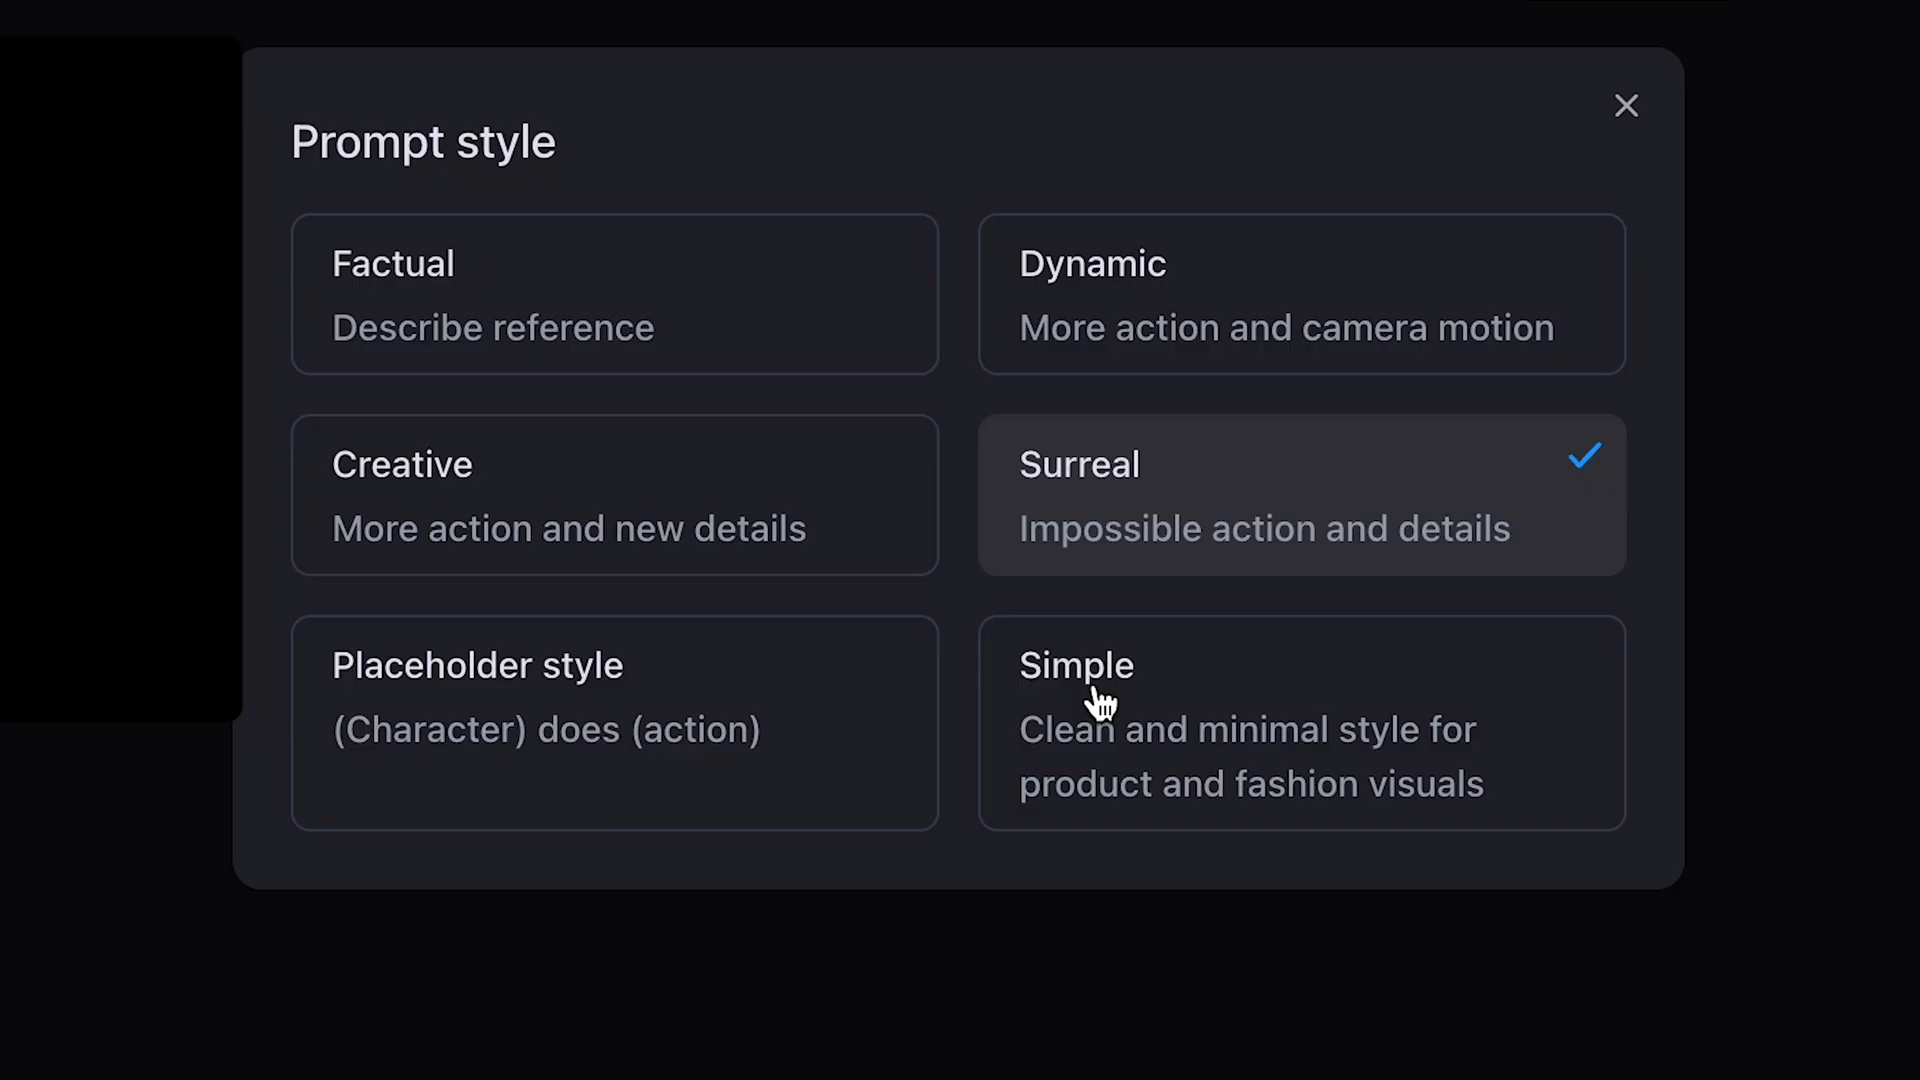 Prompt style
Factual
Describe reference
Dynamic
More action and camera motion
Creative
More action and new details
Surreal
Impossible action and details
Placeholder style
(Character) does (action)
Simple
Clean and minimal style for
product and fashion visuals